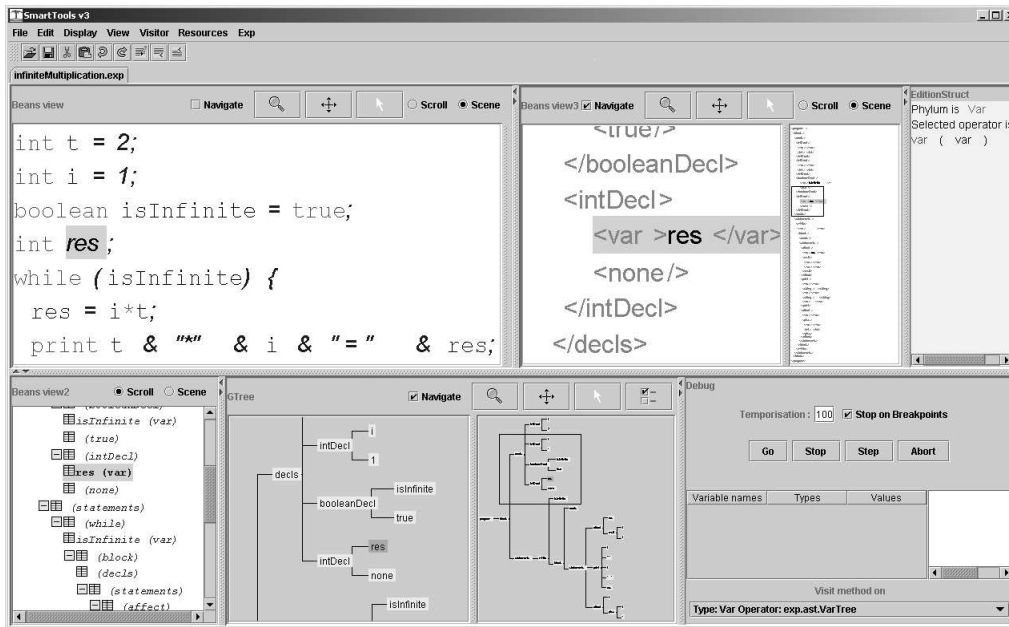 SmartTools v3
File Edit Display View Visitor Resources Exp
infiniteMultiplication.exp
Beans view
Navigate
Scroll
Scene
int t = 2;
int i = 1;
boolean isInfinite = true;
int res ;
while ( isInfinite) {
res = i*t;
print t & "*" & i & "=" & res;
Beans view3
Navigate
Scroll
Scene
<true/>
</booleanDecl>
<intDecl>
<var >res </var>
<none/>
</intDecl>
</decls>
EditionStruct
Phylum is Var
Selected operator is
var ( var )
Beans view2
Scroll
Scene
(booleanDecl)
isInfinite (var)
(true)
(intDecl)
res (var)
(none)
(statements)
(while)
isInfinite (var)
(block)
(decls)
(statements)
(affect)
GTree
Navigate
i
intDecl
1
decls
isInfinite
booleanDecl
true
res
intDecl
none
isInfinite
Debug
Temporisation : 100 Stop on Breakpoints
Go Stop Step Abort
Variable names Types Values
Visit method on
Type: Var Operator: exp.ast.VarTree